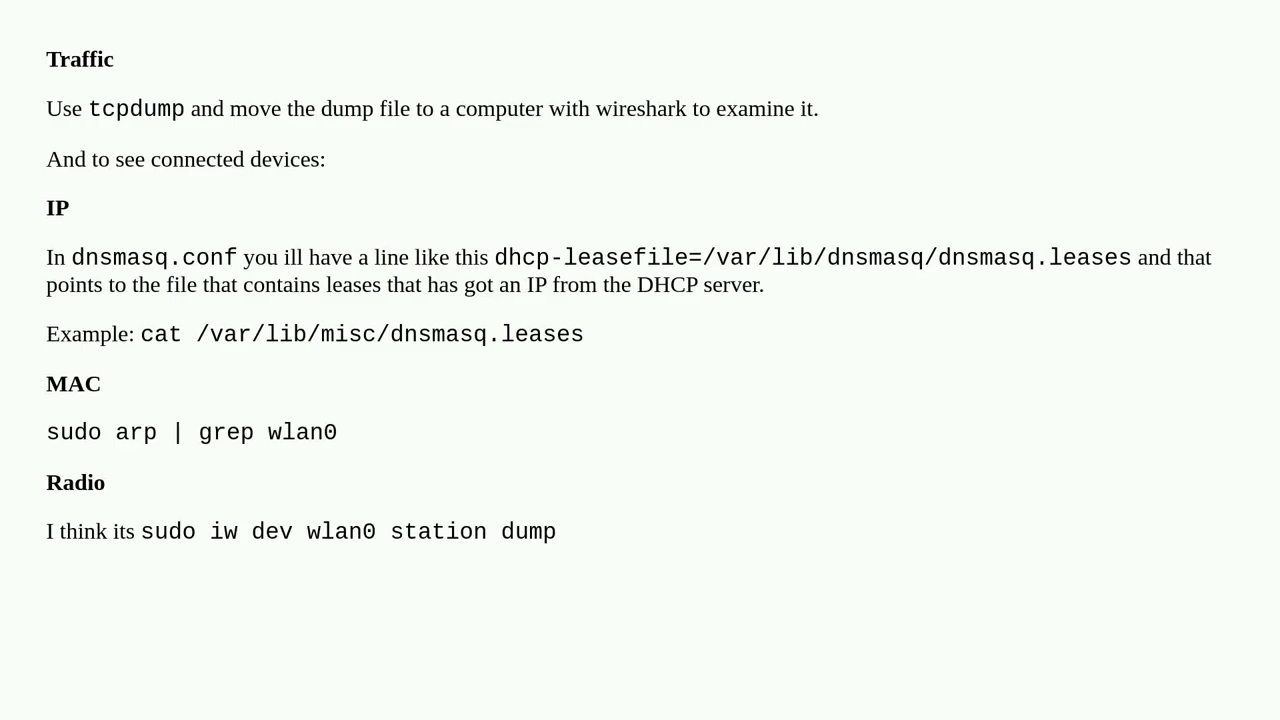 Traffic
Use tcpdump and move the dump file to a computer with wireshark to examine it.
And to see connected devices:
IP
In dnsmasq.conf you ill have a line like this dhcp-leasefile=/var/lib/dnsmasq/dnsmasq.leases and that
points to the file that contains leases that has got an IP from the DHCP server.
Example: cat /var/lib/misc/dnsmasq.leases
MAC
sudo arp | grep wlan0
Radio
I think its sudo iw dev wlan0 station dump